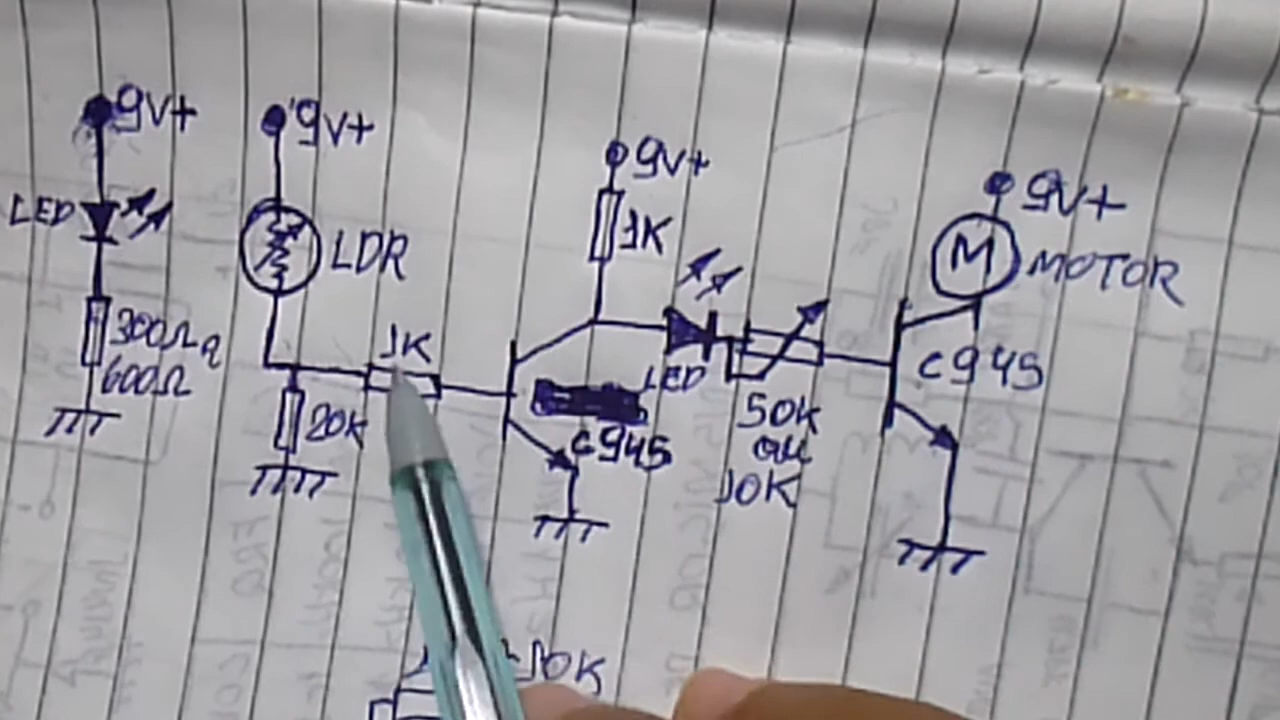 9V+
LED
300Ω a
600Ω
9V+
LDR
1K
20K
9V+
1K
LED
C945
50K
ou
10K
9V+
M
MOTOR
C945
10K